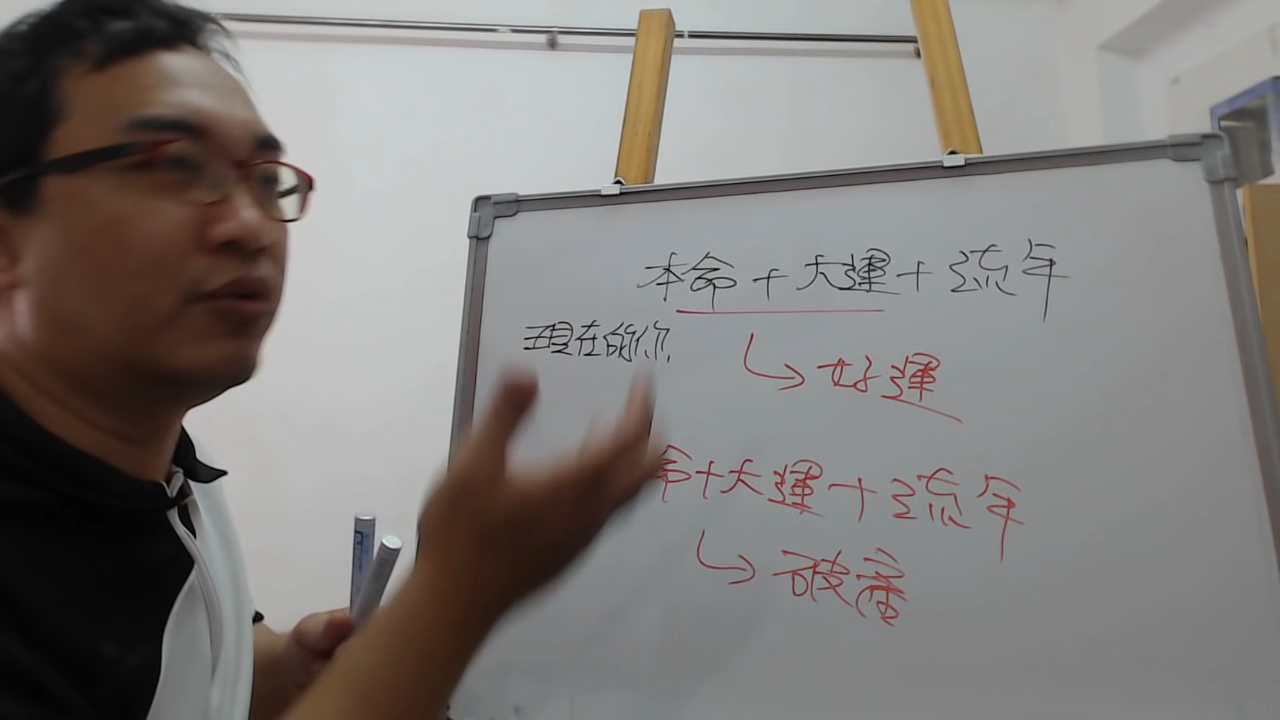 本命+大運+流年
現在的你
好運
命+大運+流年
破產